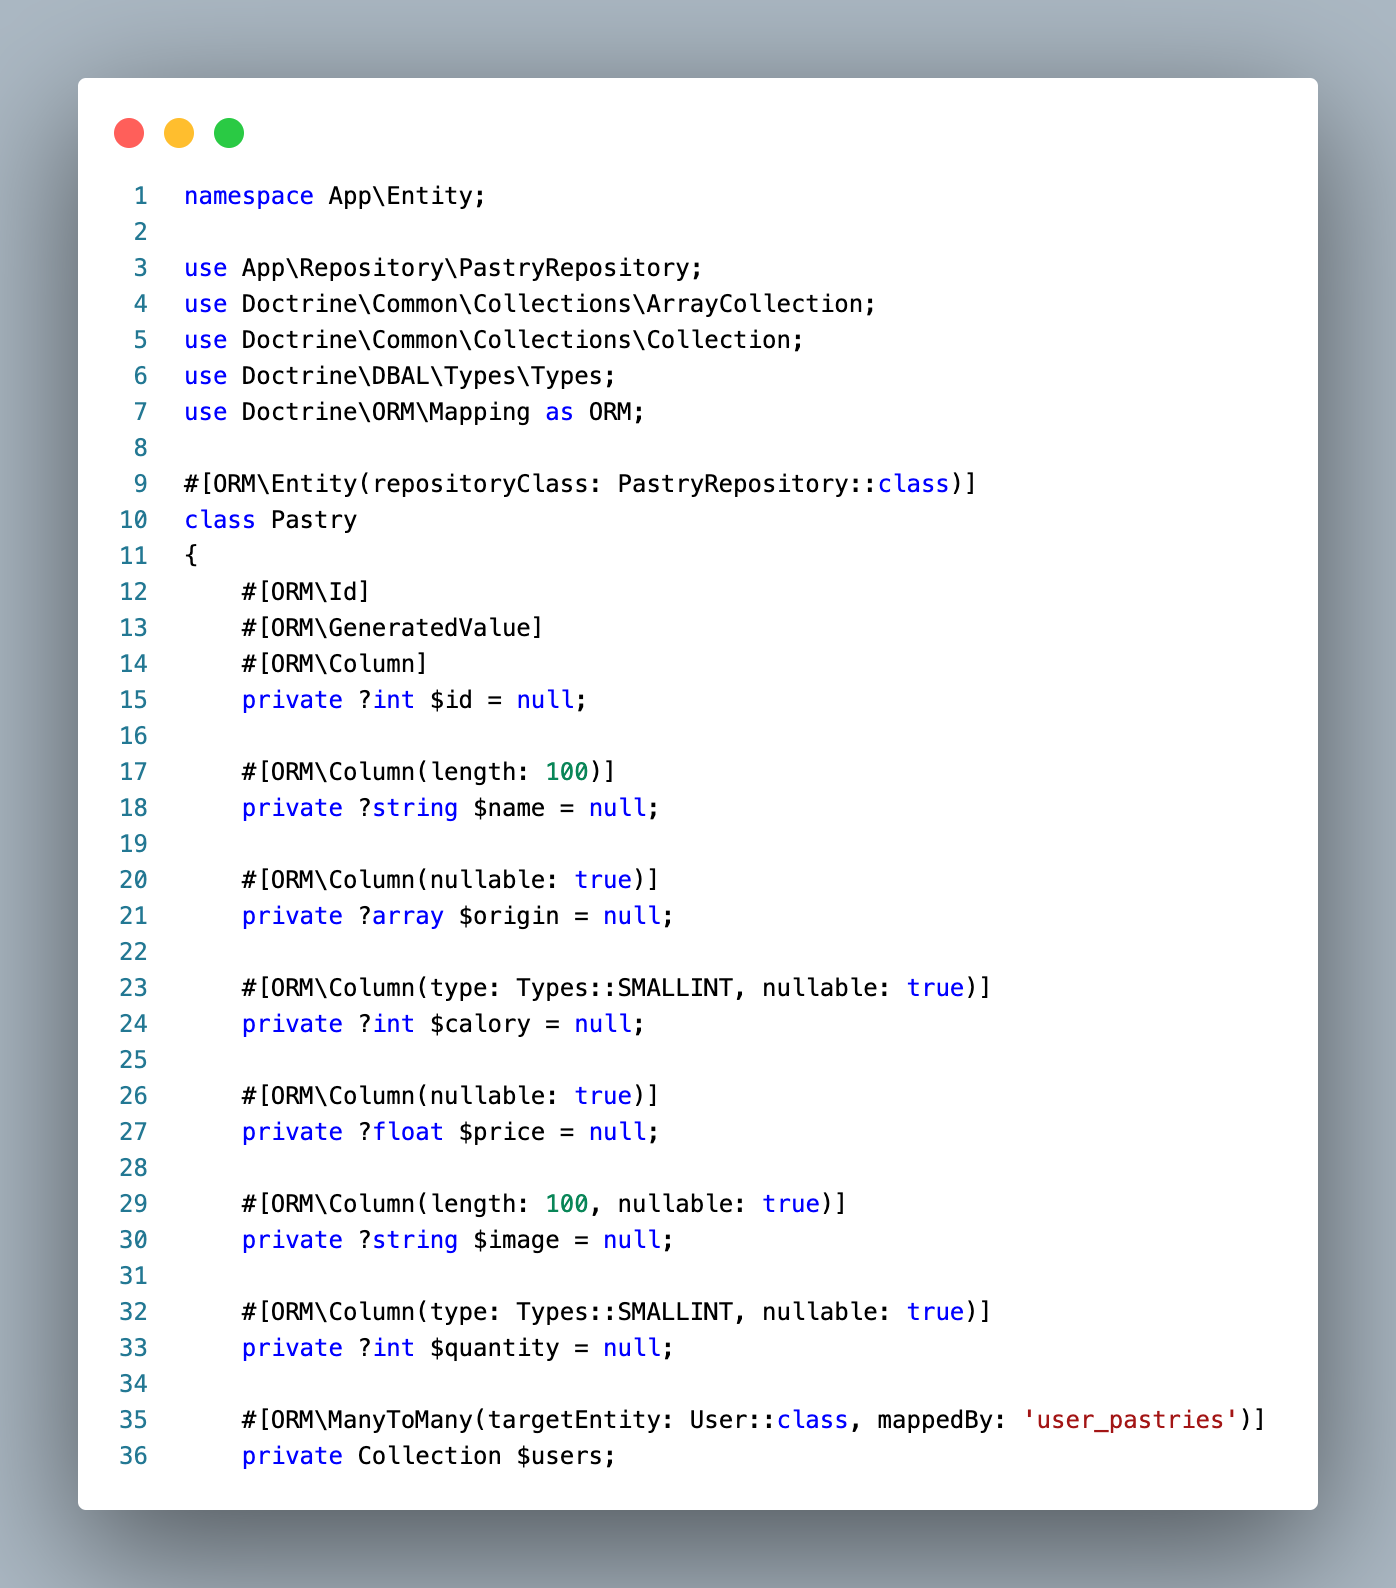 1 namespace App\Entity;
2
3 use App\Repository\PastryRepository;
4 use Doctrine\Common\Collections\ArrayCollection;
5 use Doctrine\Common\Collections\Collection;
6 use Doctrine\DBAL\Types\Types;
7 use Doctrine\ORM\Mapping as ORM;
8
9 #[ORM\Entity(repositoryClass: PastryRepository::class)]
10 class Pastry
11 {
12     #[ORM\Id]
13     #[ORM\GeneratedValue]
14     #[ORM\Column]
15     private ?int $id = null;
16
17     #[ORM\Column(length: 100)]
18     private ?string $name = null;
19
20     #[ORM\Column(nullable: true)]
21     private ?array $origin = null;
22
23     #[ORM\Column(type: Types::SMALLINT, nullable: true)]
24     private ?int $calory = null;
25
26     #[ORM\Column(nullable: true)]
27     private ?float $price = null;
28
29     #[ORM\Column(length: 100, nullable: true)]
30     private ?string $image = null;
31
32     #[ORM\Column(type: Types::SMALLINT, nullable: true)]
33     private ?int $quantity = null;
34
35     #[ORM\ManyToMany(targetEntity: User::class, mappedBy: 'user_pastries')]
36     private Collection $users;